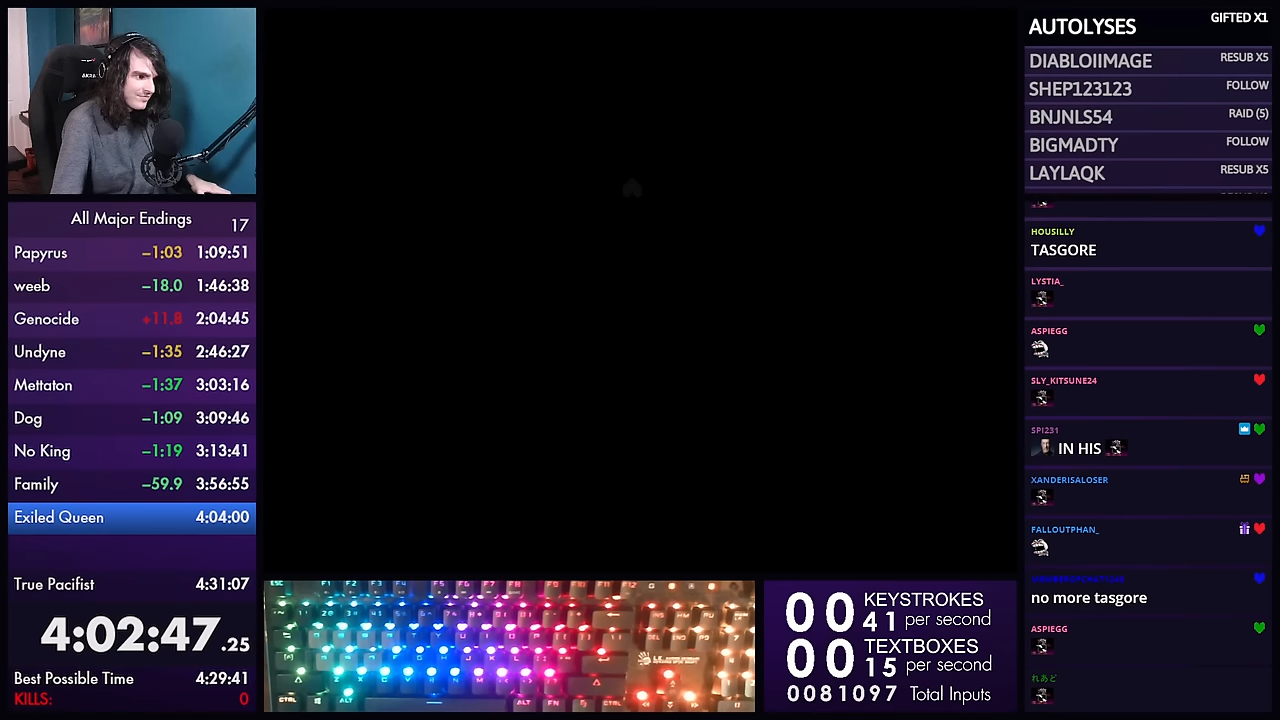 All Major Endings 17
Papyrus −1:03 1:09:51
weeb −18.0 1:46:38
Genocide +11.8 2:04:45
Undyne −1:35 2:46:27
Mettaton −1:37 3:03:16
Dog −1:09 3:09:46
No King −1:19 3:13:41
Family −59.9 3:56:55
Exiled Queen 4:04:00
True Pacifist 4:31:07
4:02:47.25
Best Possible Time 4:29:41
KILLS: 0
00.41 KEYSTROKES per second
00.15 TEXTBOXES per second
0081097 Total Inputs
AUTOLYSES GIFTED X1
DIABLOIIMAGE RESUB X5
SHEP123123 FOLLOW
BNJNLS54 RAID (5)
BIGMADTY FOLLOW
LAYLAQK RESUB X5
HOUSILLY
TASGORE
LYSTIA_
ASPIEGG
SLY_KITSUNE24
SPI231
IN HIS
XANDERISALOSER
FALLOUTPHAN_
no more tasgore
ASPIEGG
れあど